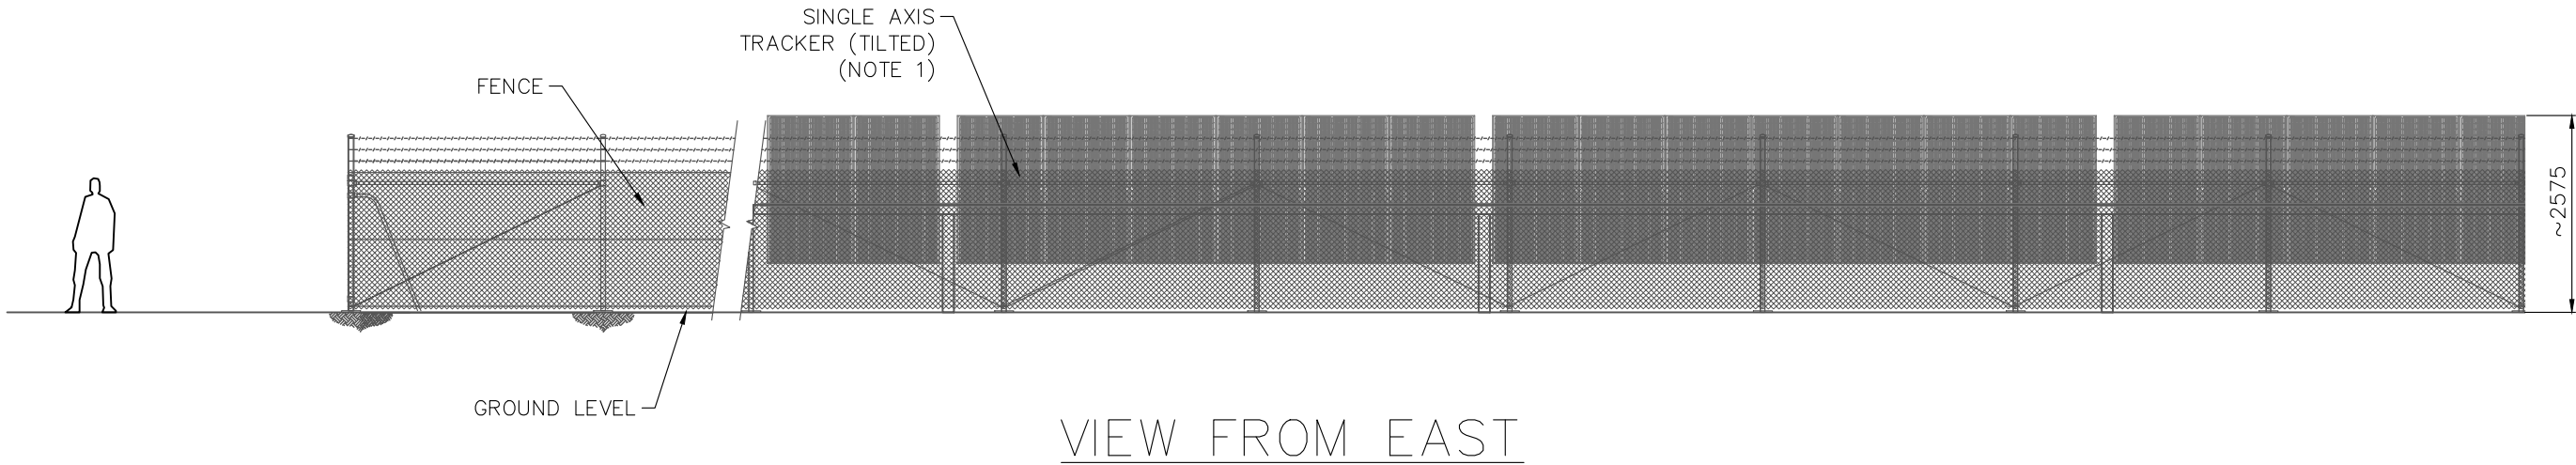 SINGLE AXIS
TRACKER (TILTED)
(NOTE 1)
FENCE
~2575
GROUND LEVEL
VIEW FROM EAST